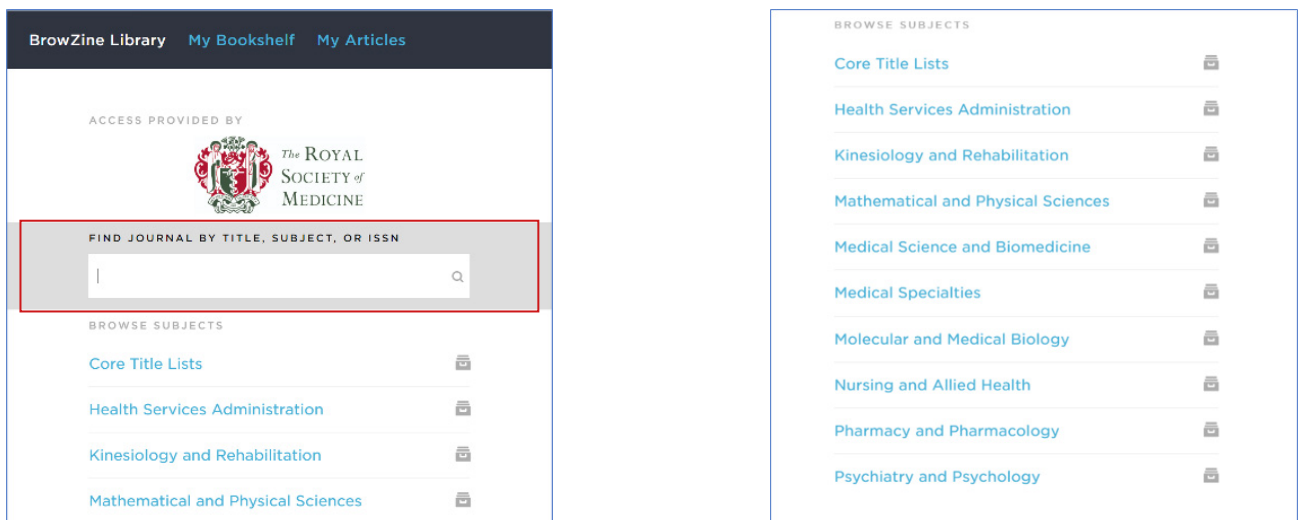 BrowZine Library My Bookshelf My Articles
ACCESS PROVIDED BY
The ROYAL
SOCIETY of
MEDICINE
FIND JOURNAL BY TITLE, SUBJECT, OR ISSN
BROWSE SUBJECTS
Core Title Lists
Health Services Administration
Kinesiology and Rehabilitation
Mathematical and Physical Sciences
BROWSE SUBJECTS
Core Title Lists
Health Services Administration
Kinesiology and Rehabilitation
Mathematical and Physical Sciences
Medical Science and Biomedicine
Medical Specialties
Molecular and Medical Biology
Nursing and Allied Health
Pharmacy and Pharmacology
Psychiatry and Psychology